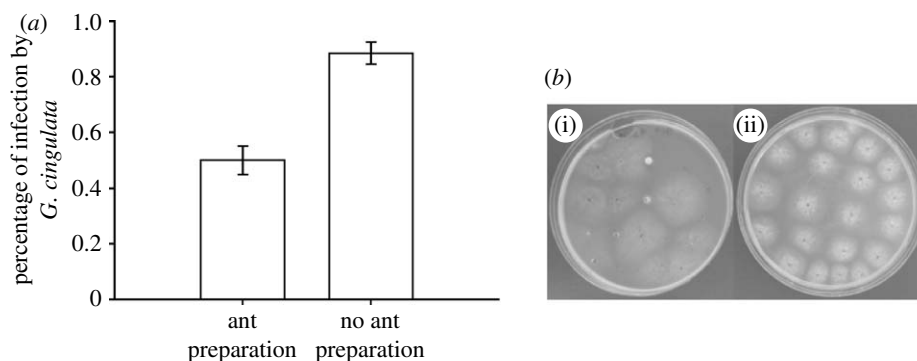 (a)
percentage of infection by
G. cingulata
1.0
0.8
0.6
0.4
0.2
0
ant
preparation
no ant
preparation
(b)
(i)
(ii)